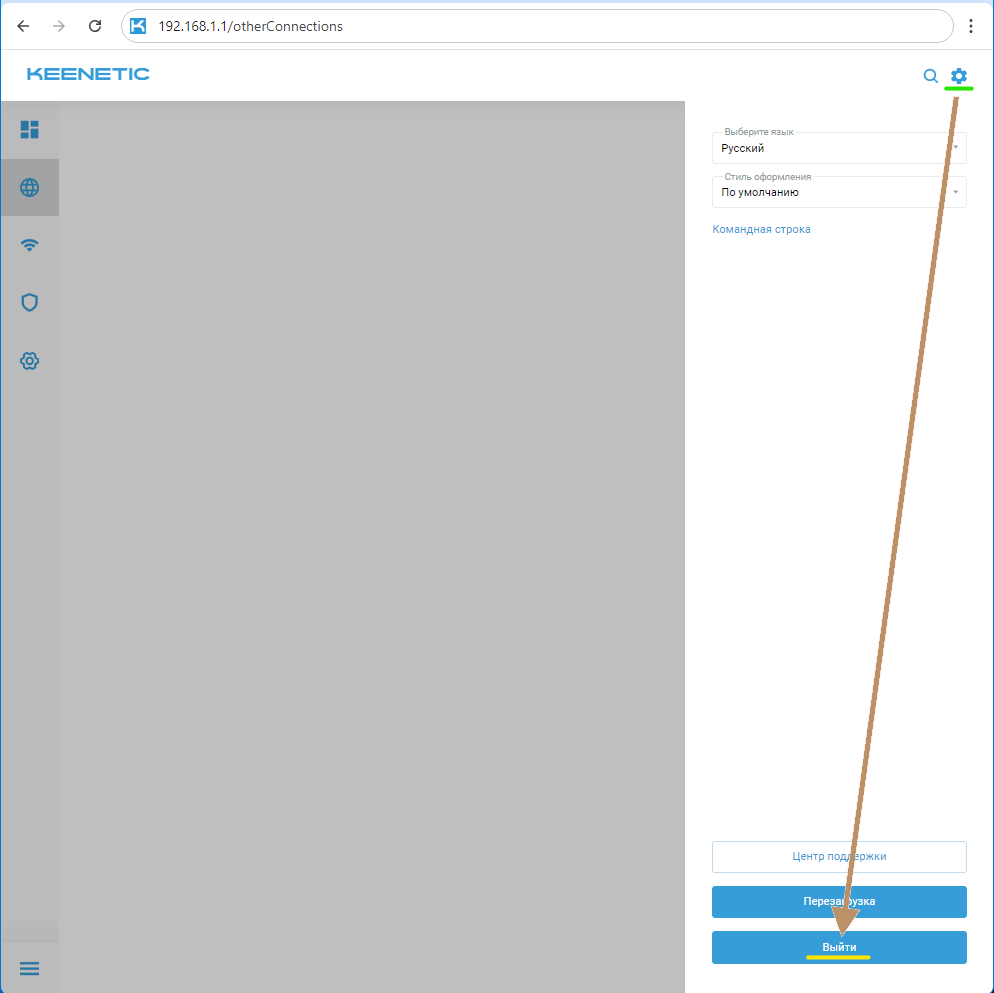 192.168.1.1/otherConnections
KEENETIC
Выберите язык
Русский
Стиль оформления
По умолчанию
Командная строка
Центр поддержки
Перезагрузка
Выйти